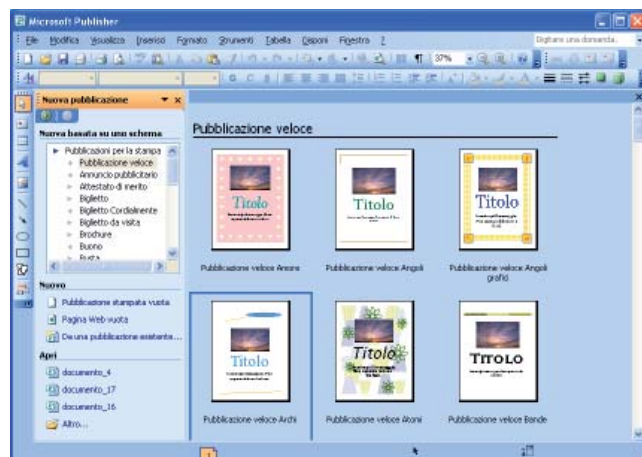 Microsoft Publisher
File Modifica Visualizza Inserisci Formato Strumenti Tabella Disponi Finestra ?
Digitare una domanda.
37%
G C S
Nuova pubblicazione
Nuova basata su uno schema
Pubblicazioni per la stampa
Pubblicazione veloce
Annuncio pubblicitario
Attestato di merito
Biglietto
Biglietto Cordialmente
Biglietto da visita
Brochure
Buono
Busta
Nuovo
Pubblicazione stampata vuota
Pagina Web vuota
Da una pubblicazione esistente...
Apri
documento_4
documento_17
documento_16
Altro...
Pubblicazione veloce
Titolo
Titolo
Titolo
Pubblicazione veloce Amore
Pubblicazione veloce Angoli
Pubblicazione veloce Angoli grafici
Titolo
Titolo
TITOLO
Pubblicazione veloce Archi
Pubblicazione veloce Atomi
Pubblicazione veloce Bande
1